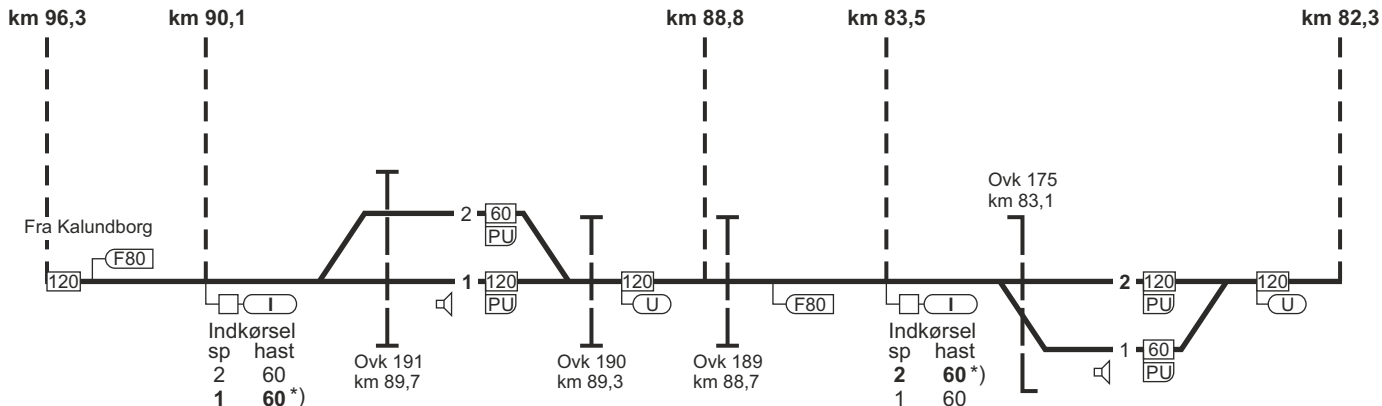 km 96,3
km 90,1
km 88,8
km 83,5
km 82,3
Ovk 175
km 83,1
Fra Kalundborg
F80
2
60
PU
120
1
120
PU
120
U
F80
2
120
PU
120
U
I
I
Indkørsel
sp hast
2 60
1 60 *)
Ovk 191
km 89,7
Ovk 190
km 89,3
Ovk 189
km 88,7
Indkørsel
sp hast
2 60 *)
1 60
1
60
PU